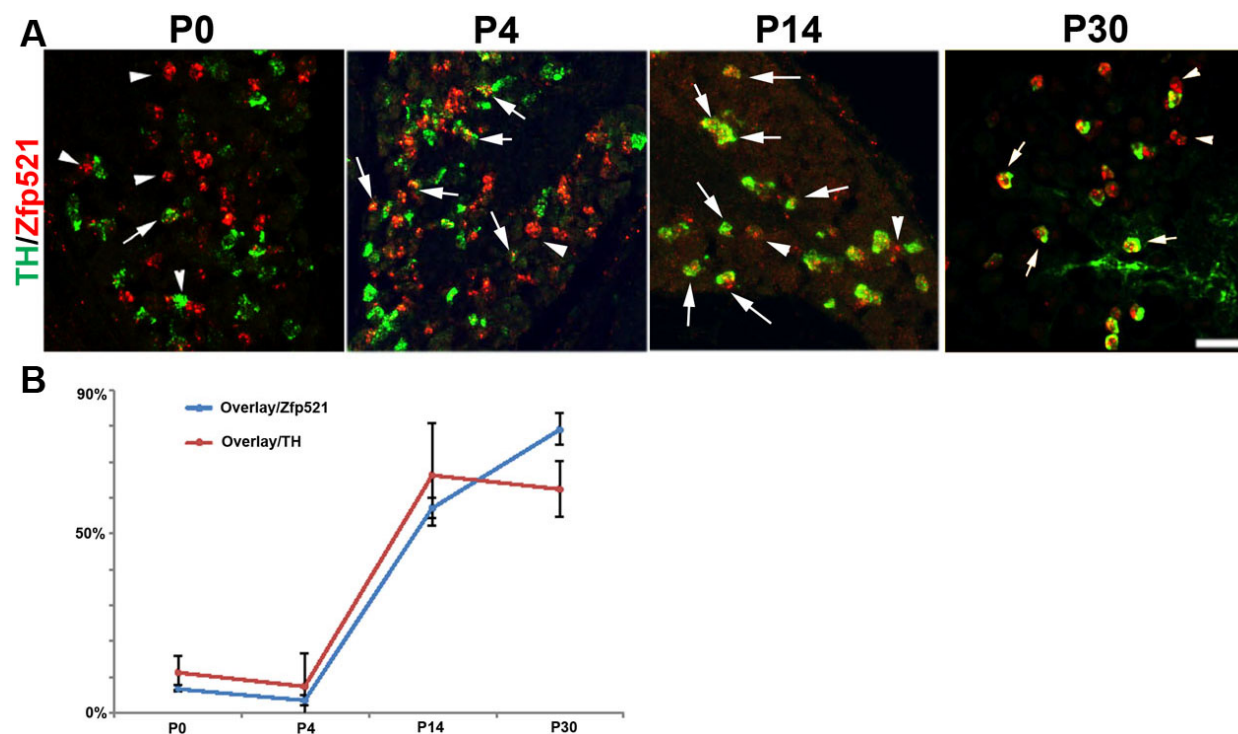 A
P0 P4 P14 P30
TH/Zfp521
B
90%
Overlay/Zfp521
Overlay/TH
50%
0%
P0 P4 P14 P30